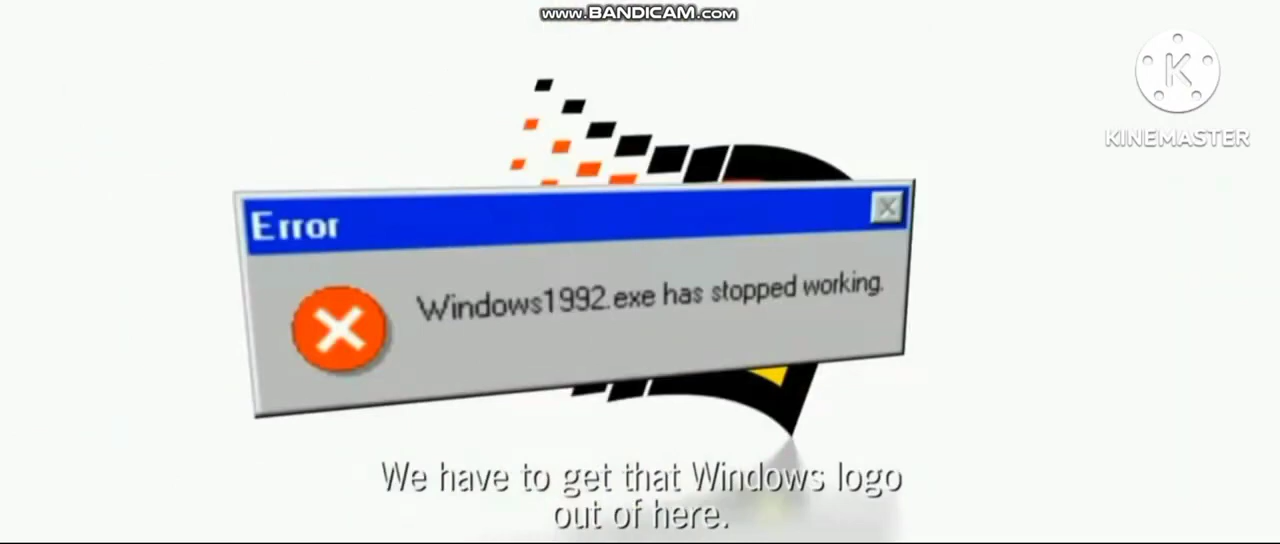 www.BANDICAM.com
KINEMASTER
Error
Windows1992.exe has stopped working.
We have to get that Windows logo
out of here.